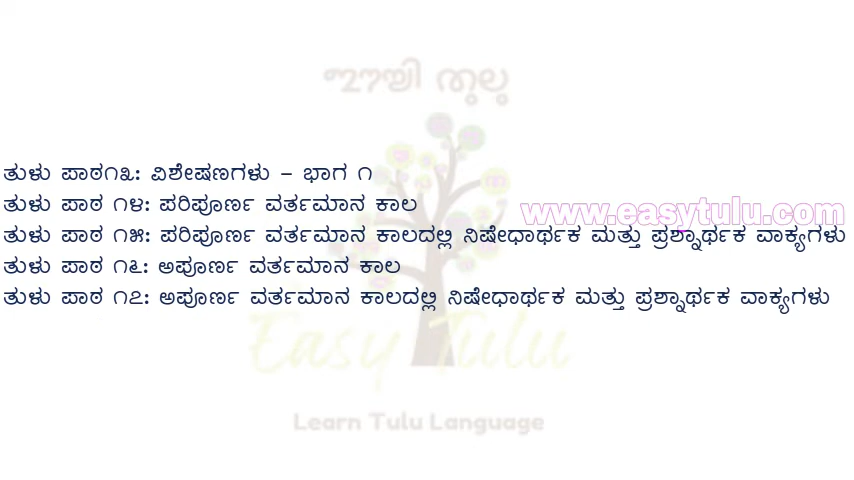 ತುಳು ಪಾಠ೧೩: ವಿಶೇಷಣಗಳು – ಭಾಗ ೧
ತುಳು ಪಾಠ ೧೪: ಪರಿಪೂರ್ಣ ವರ್ತಮಾನ ಕಾಲ
www.easytulu.com
ತುಳು ಪಾಠ ೧೫: ಪರಿಪೂರ್ಣ ವರ್ತಮಾನ ಕಾಲದಲ್ಲಿ ನಿಷೇಧಾರ್ಥಕ ಮತ್ತು ಪ್ರಶ್ನಾರ್ಥಕ ವಾಕ್ಯಗಳು
ತುಳು ಪಾಠ ೧೬: ಅಪೂರ್ಣ ವರ್ತಮಾನ ಕಾಲ
ತುಳು ಪಾಠ ೧೭: ಅಪೂರ್ಣ ವರ್ತಮಾನ ಕಾಲದಲ್ಲಿ ನಿಷೇಧಾರ್ಥಕ ಮತ್ತು ಪ್ರಶ್ನಾರ್ಥಕ ವಾಕ್ಯಗಳು
Easy Tulu
Learn Tulu Language